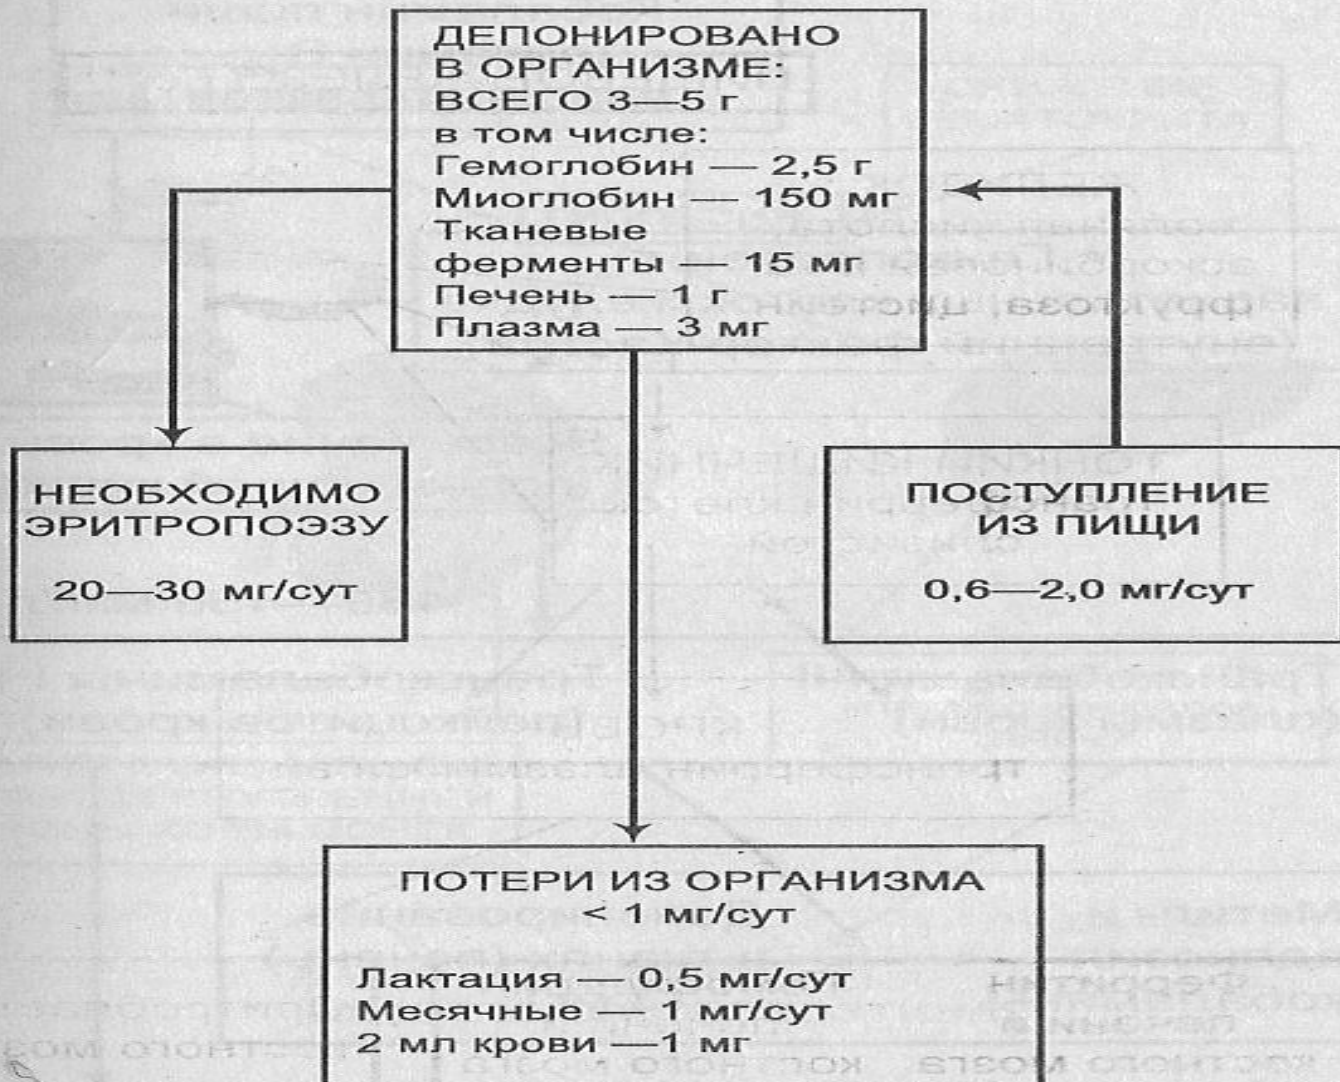 ДЕПОНИРОВАНО
В ОРГАНИЗМЕ:
ВСЕГО 3—5 г
в том числе:
Гемоглобин — 2,5 г
Миоглобин — 150 мг
Тканевые
ферменты — 15 мг
Печень — 1 г
Плазма — 3 мг
НЕОБХОДИМО
ЭРИТРОПОЭЗУ
20—30 мг/сут
ПОСТУПЛЕНИЕ
ИЗ ПИЩИ
0,6—2,0 мг/сут
ПОТЕРИ ИЗ ОРГАНИЗМА
< 1 мг/сут
Лактация — 0,5 мг/сут
Месячные — 1 мг/сут
2 мл крови —1 мг